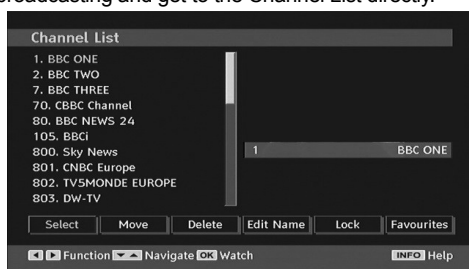 broadcasting and get to the Channel List directly.
Channel List
1. BBC ONE
2. BBC TWO
7. BBC THREE
70. CBBC Channel
80. BBC NEWS 24
105. BBCi
800. Sky News
801. CNBC Europe
802. TV5MONDE EUROPE
803. DW-TV
1 BBC ONE
Select Move Delete Edit Name Lock Favourites
Function Navigate OK Watch INFO Help